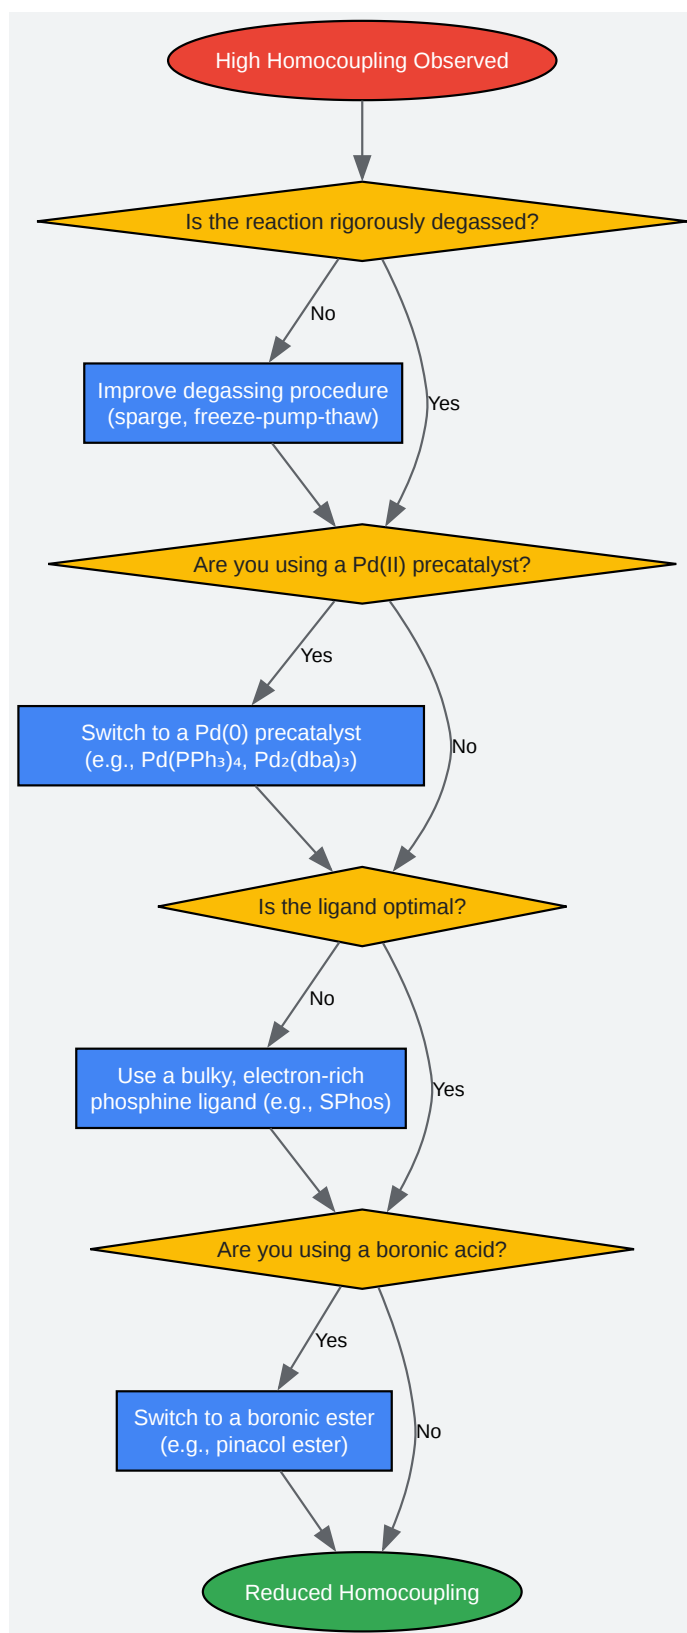 High Homocoupling Observed
Is the reaction rigorously degassed?
No
Improve degassing procedure
(sparge, freeze-pump-thaw)
Yes
Are you using a Pd(II) precatalyst?
Yes
Switch to a Pd(0) precatalyst
(e.g., Pd(PPh₃)₄, Pd₂(dba)₃)
No
Is the ligand optimal?
No
Use a bulky, electron-rich
phosphine ligand (e.g., SPhos)
Yes
Are you using a boronic acid?
Yes
Switch to a boronic ester
(e.g., pinacol ester)
No
Reduced Homocoupling